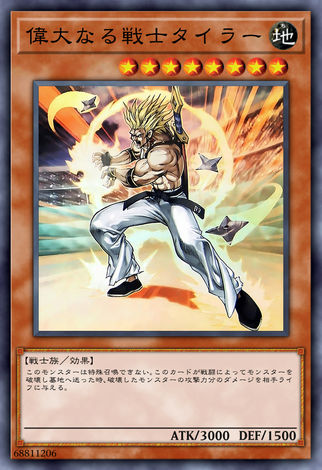 偉大なる戦士タイラー
ち
地
【戦士族／効果】
このモンスターは特殊召喚できない。このカードが戦闘によってモンスターを
破壊し墓地へ送った時、破壊したモンスターの攻撃力分のダメージを相手ライ
フに与える。
ATK/3000 DEF/1500
68811206